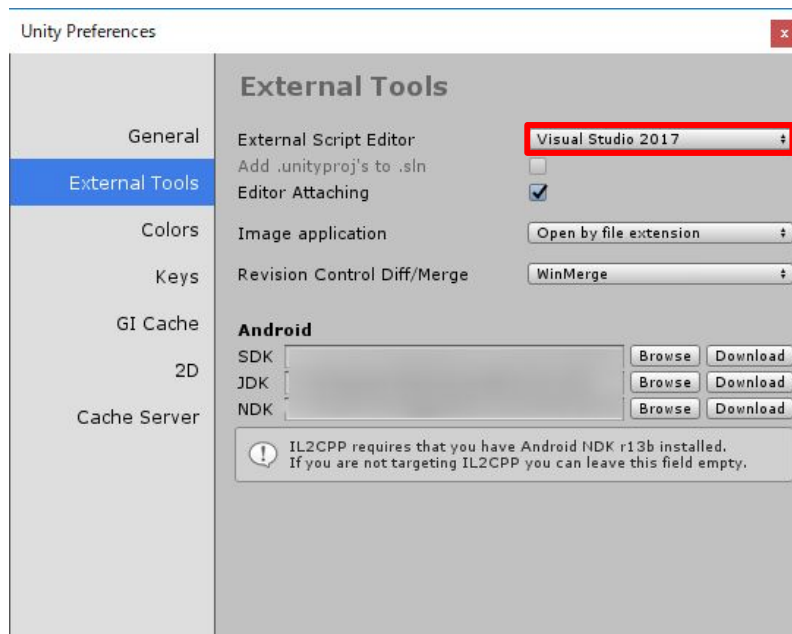 Unity Preferences
x
External Tools
General
External Tools
Colors
Keys
GI Cache
2D
Cache Server
External Script Editor Visual Studio 2017
Add .unityproj's to .sln
Editor Attaching
Image application Open by file extension
Revision Control Diff/Merge WinMerge
Android
SDK Browse Download
JDK Browse Download
NDK Browse Download
IL2CPP requires that you have Android NDK r13b installed.
If you are not targeting IL2CPP you can leave this field empty.